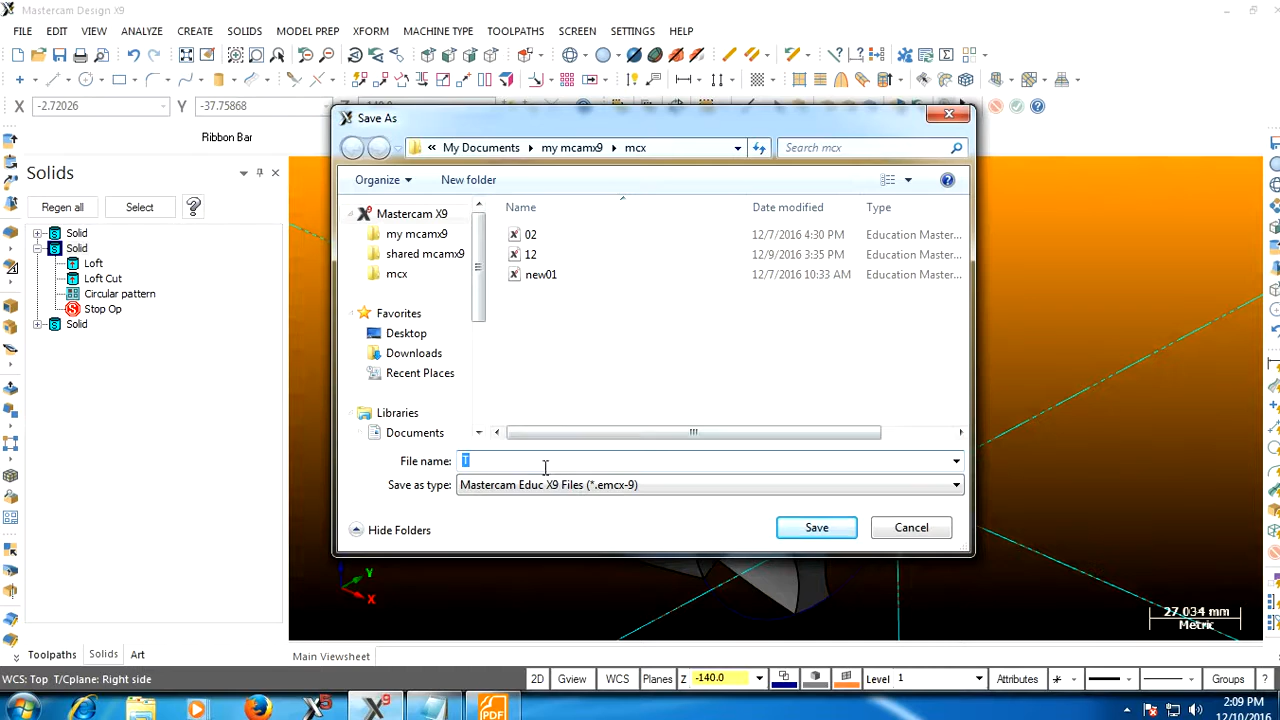 Mastercam Design X9
FILE EDIT VIEW ANALYZE CREATE SOLIDS MODEL PREP XFORM MACHINE TYPE TOOLPATHS SCREEN SETTINGS HELP
X -2.72026 Y -37.75868
Ribbon Bar
Save As
« My Documents my mcamx9 mcx Search mcx
Organize New folder
Solids
Regen all Select
Solid
Solid
Loft
Loft Cut
Circular pattern
Stop Op
Solid
Mastercam X9
my mcamx9
shared mcamx9
mcx
Favorites
Desktop
Downloads
Recent Places
Libraries
Documents
Name Date modified Type
02 12/7/2016 4:30 PM Education Master...
12 12/9/2016 3:35 PM Education Master...
new01 12/7/2016 10:33 AM Education Master...
File name: T
Save as type: Mastercam Educ X9 Files (*.emcx-9)
Hide Folders Save Cancel
Y
X
27.034 mm
Metric
Toolpaths Solids Art Main Viewsheet
WCS: Top T/Cplane: Right side 2D Gview WCS Planes Z -140.0 Level 1 Attributes Groups ?
2:09 PM
12/10/2016